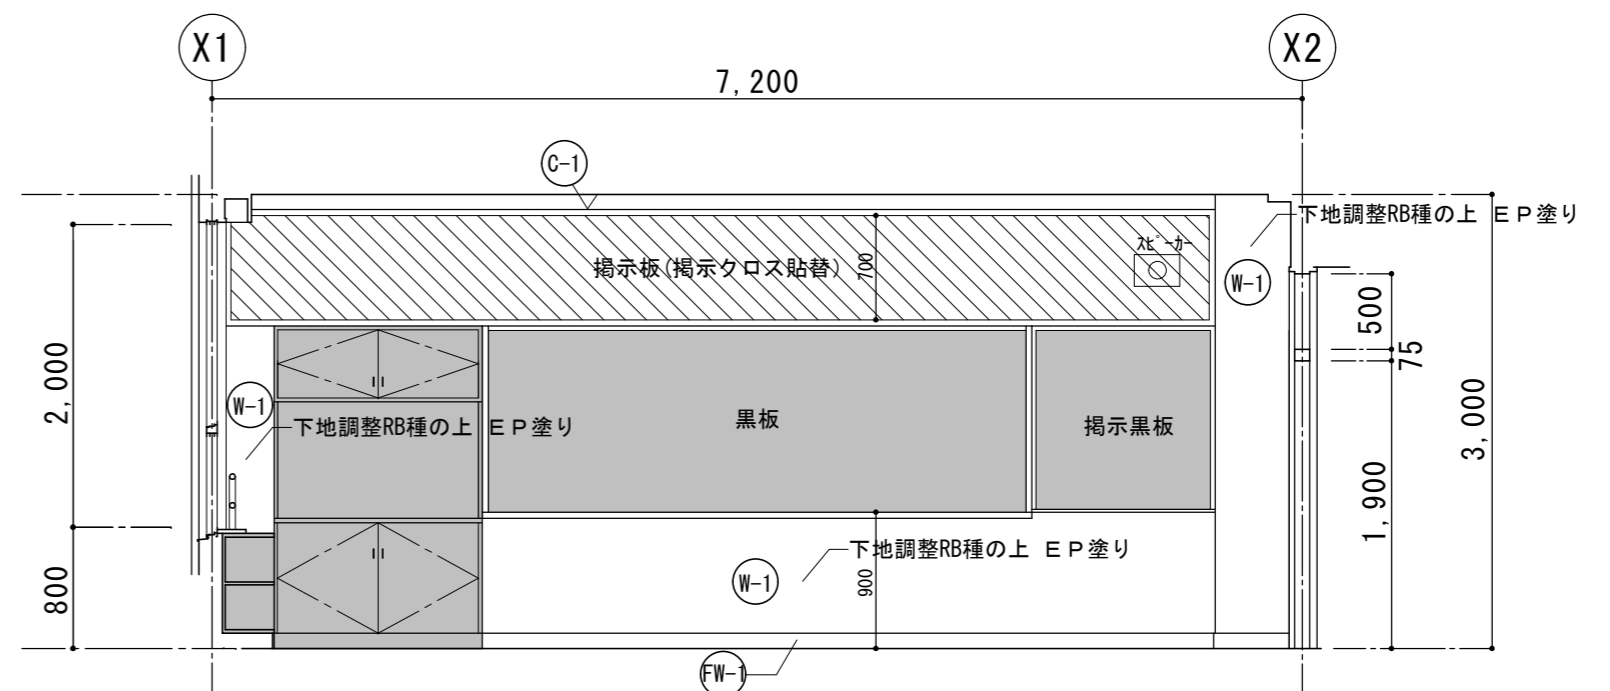 X1
X2
7,200
C-1
下地調整RB種の上 ＥＰ塗り
スピーカー
掲示板(掲示クロス貼替)
700
W-1
500
75
2,000
3,000
W-1
下地調整RB種の上 ＥＰ塗り
黒板
掲示黒板
1,900
下地調整RB種の上 ＥＰ塗り
W-1
900
800
FW-1